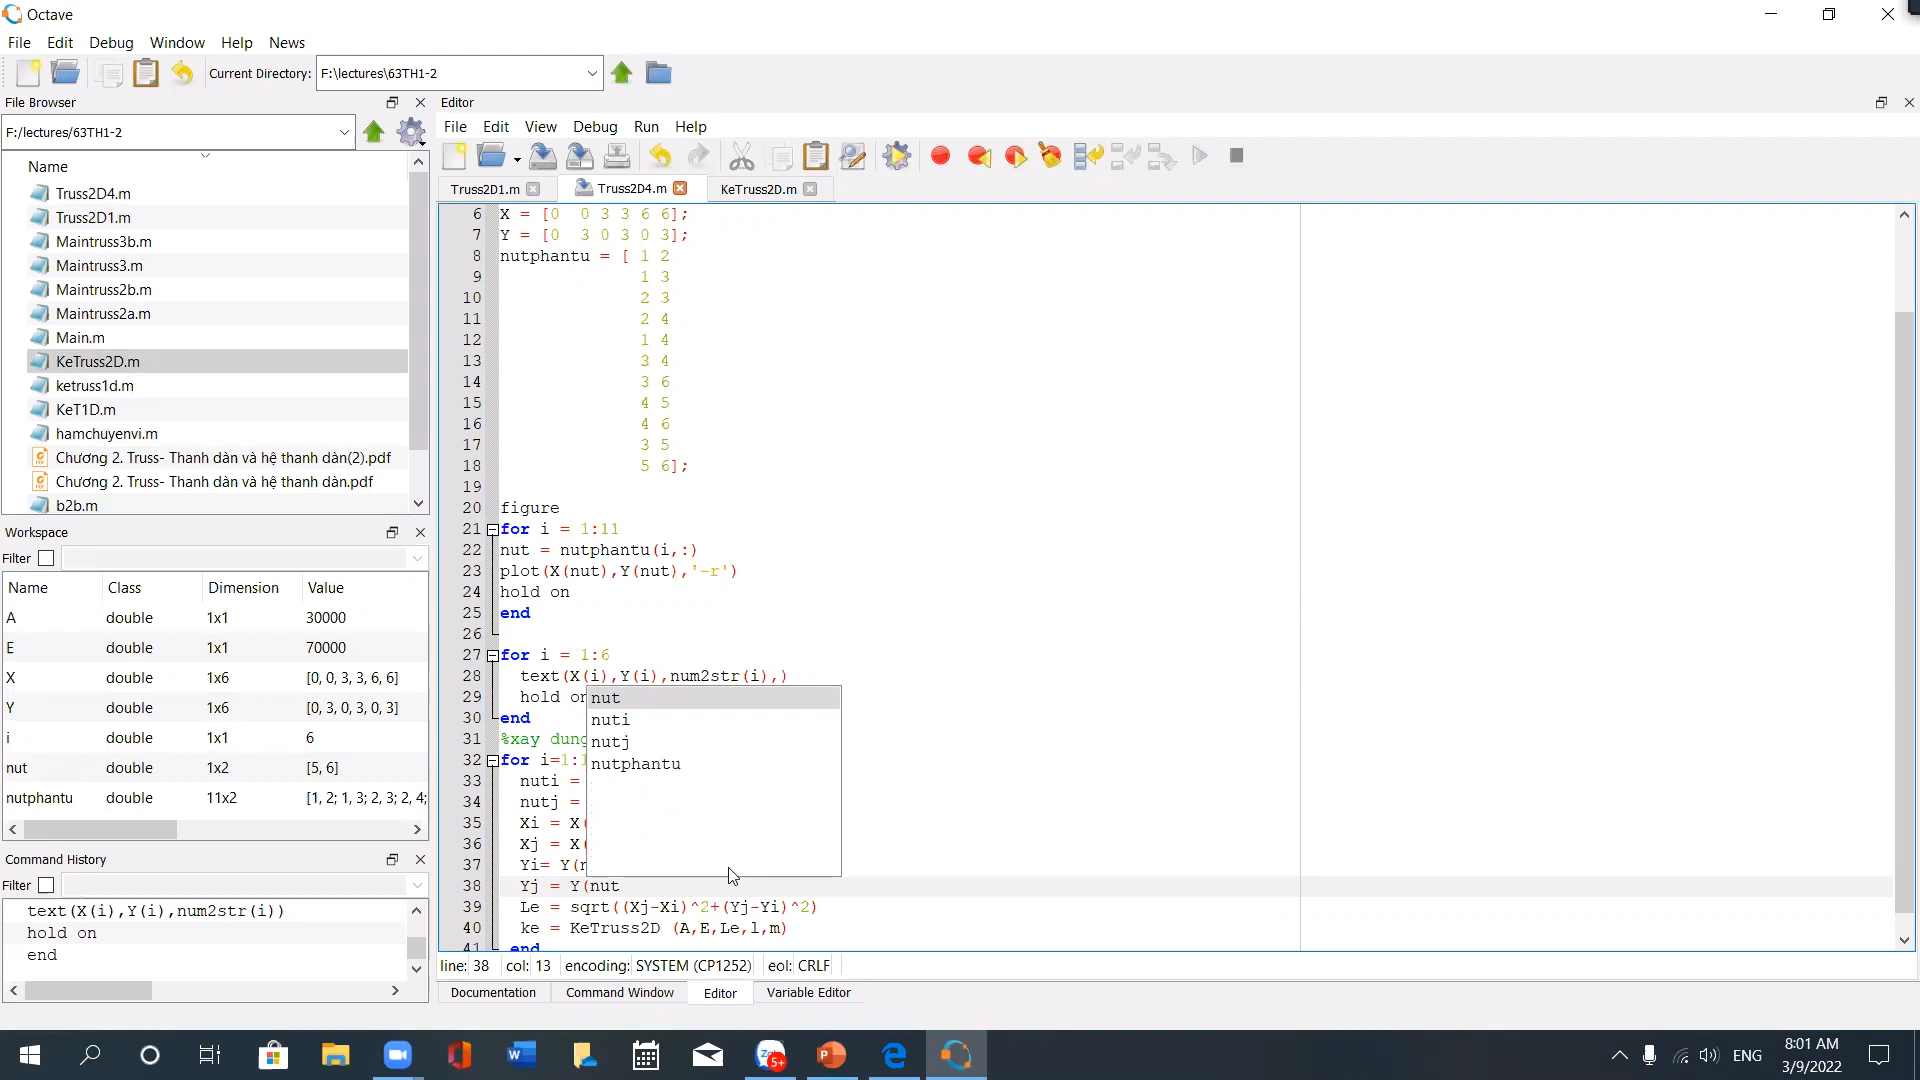 Octave
File Edit Debug Window Help News
Current Directory: F:\lectures\63TH1-2
File Browser
F:/lectures/63TH1-2
Name
Truss2D4.m
Truss2D1.m
Maintruss3b.m
Maintruss3.m
Maintruss2b.m
Maintruss2a.m
Main.m
KeTruss2D.m
ketruss1d.m
KeT1D.m
hamchuyenvi.m
Chương 2. Truss- Thanh dàn và hệ thanh dàn(2).pdf
Chương 2. Truss- Thanh dàn và hệ thanh dàn.pdf
b2b.m
Workspace
Filter
Name Class Dimension Value
A double 1x1 30000
E double 1x1 70000
X double 1x6 [0, 0, 3, 3, 6, 6]
Y double 1x6 [0, 3, 0, 3, 0, 3]
i double 1x1 6
nut double 1x2 [5, 6]
nutphantu double 11x2 [1, 2; 1, 3; 2, 3; 2, 4;
Command History
Filter
text(X(i),Y(i),num2str(i))
hold on
end
Editor
File Edit View Debug Run Help
Truss2D1.m Truss2D4.m KeTruss2D.m
6 X = [0 0 3 3 6 6];
7 Y = [0 3 0 3 0 3];
8 nutphantu = [ 1 2
9 1 3
10 2 3
11 2 4
12 1 4
13 3 4
14 3 6
15 4 5
16 4 6
17 3 5
18 5 6];
19
20 figure
21 for i = 1:11
22 nut = nutphantu(i,:)
23 plot(X(nut),Y(nut),'-r')
24 hold on
25 end
26
27 for i = 1:6
28 text(X(i),Y(i),num2str(i),)
29 hold on
30 end
31 %xay dung
32 for i=1:1
33 nuti =
34 nutj =
35 Xi = X(
36 Xj = X(
37 Yi= Y(n
38 Yj = Y(nut
39 Le = sqrt((Xj-Xi)^2+(Yj-Yi)^2)
40 ke = KeTruss2D (A,E,Le,l,m)
41 end
nut
nuti
nutj
nutphantu
line: 38 col: 13 encoding: SYSTEM (CP1252) eol: CRLF
Documentation Command Window Editor Variable Editor
5+
ENG
8:01 AM
3/9/2022